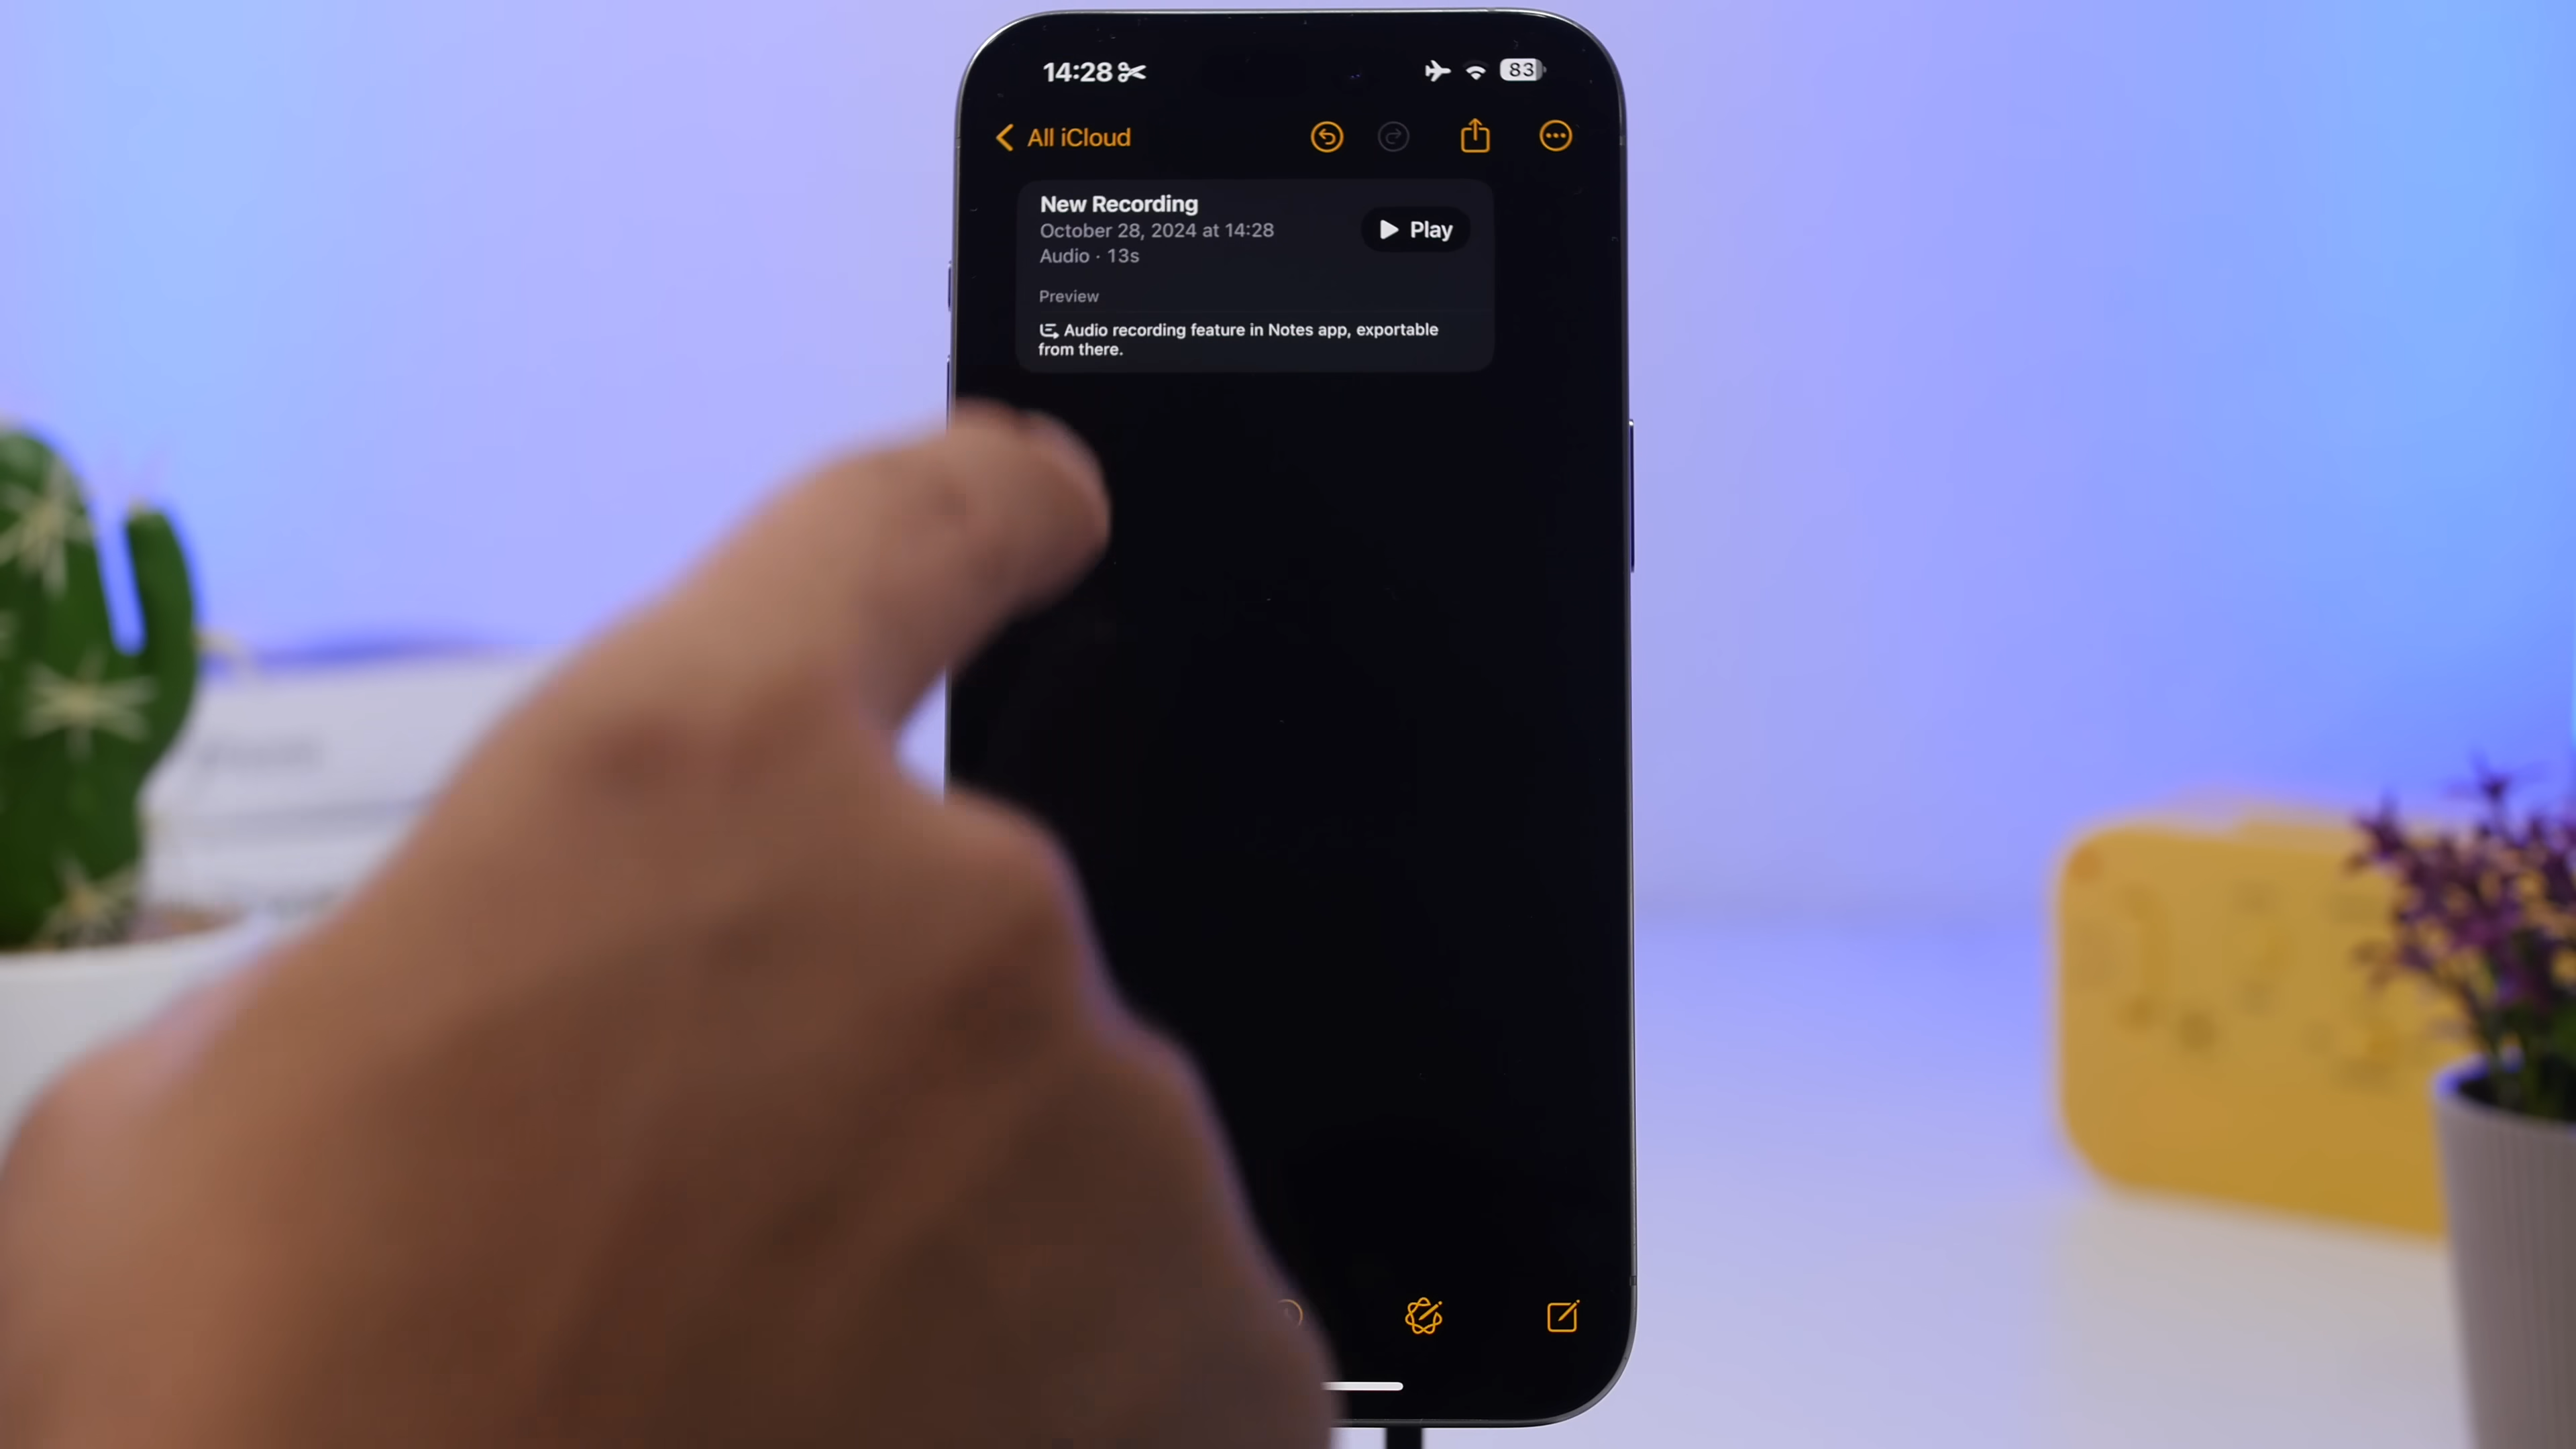 14:28
83
All iCloud
New Recording
October 28, 2024 at 14:28
Audio · 13s
Play
Preview
Audio recording feature in Notes app, exportable
from there.